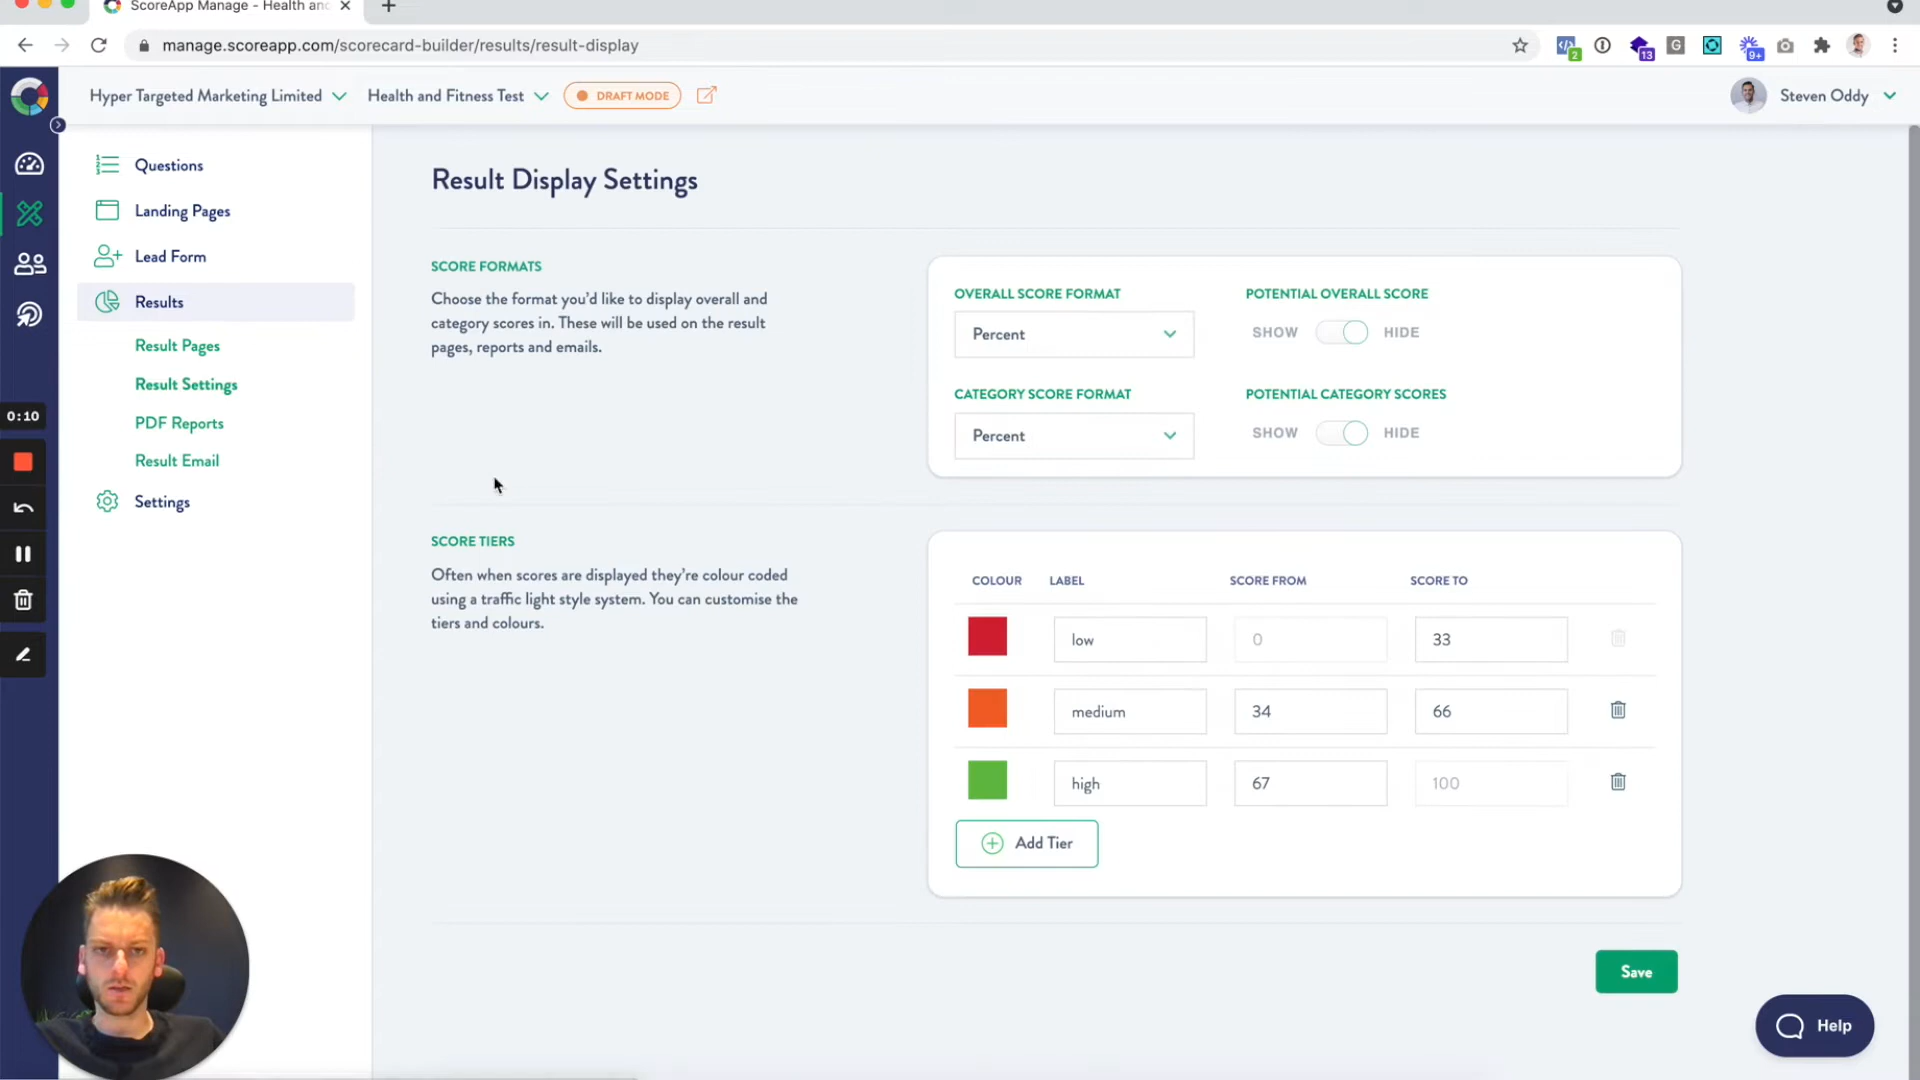 ScoreApp Manage - Health and
manage.scoreapp.com/scorecard-builder/results/result-display
2
13
G
9+
Hyper Targeted Marketing Limited
Health and Fitness Test
DRAFT MODE
Steven Oddy
Questions
Landing Pages
Lead Form
Results
Result Pages
Result Settings
PDF Reports
Result Email
Settings
0:10
Result Display Settings
SCORE FORMATS
Choose the format you'd like to display overall and
category scores in. These will be used on the result
pages, reports and emails.
OVERALL SCORE FORMAT
Percent
POTENTIAL OVERALL SCORE
SHOW HIDE
CATEGORY SCORE FORMAT
Percent
POTENTIAL CATEGORY SCORES
SHOW HIDE
SCORE TIERS
Often when scores are displayed they're colour coded
using a traffic light style system. You can customise the
tiers and colours.
COLOUR LABEL SCORE FROM SCORE TO
low 0 33
medium 34 66
high 67 100
Add Tier
Save
Help